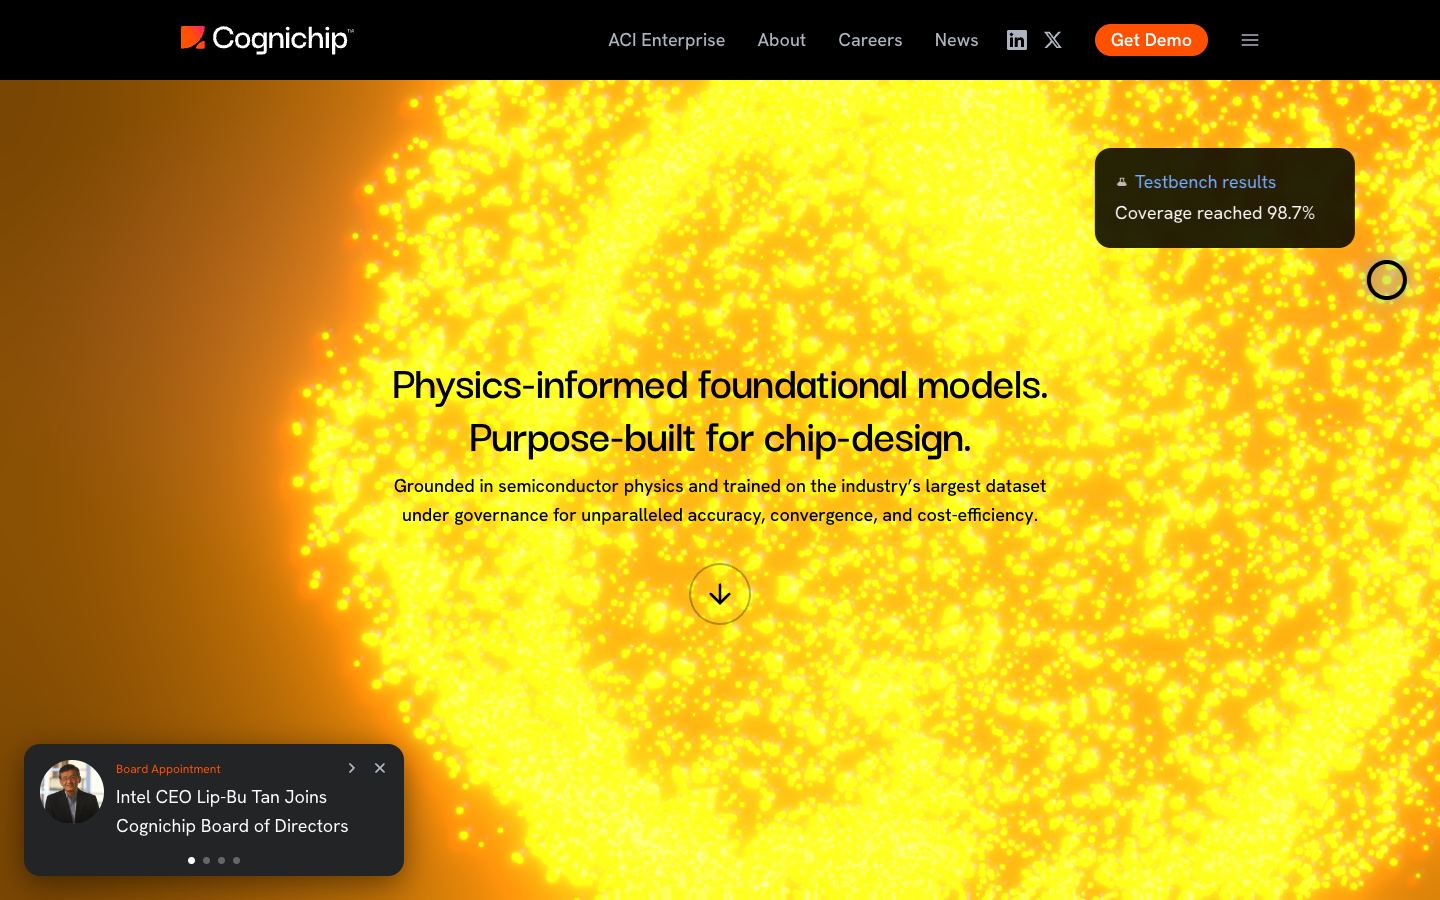 Cognichip™
ACI Enterprise
About
Careers
News
Get Demo
Testbench results
Coverage reached 98.7%
Physics-informed foundational models.
Purpose-built for chip-design.
Grounded in semiconductor physics and trained on the industry’s largest dataset
under governance for unparalleled accuracy, convergence, and cost-efficiency.
Board Appointment
Intel CEO Lip-Bu Tan Joins
Cognichip Board of Directors